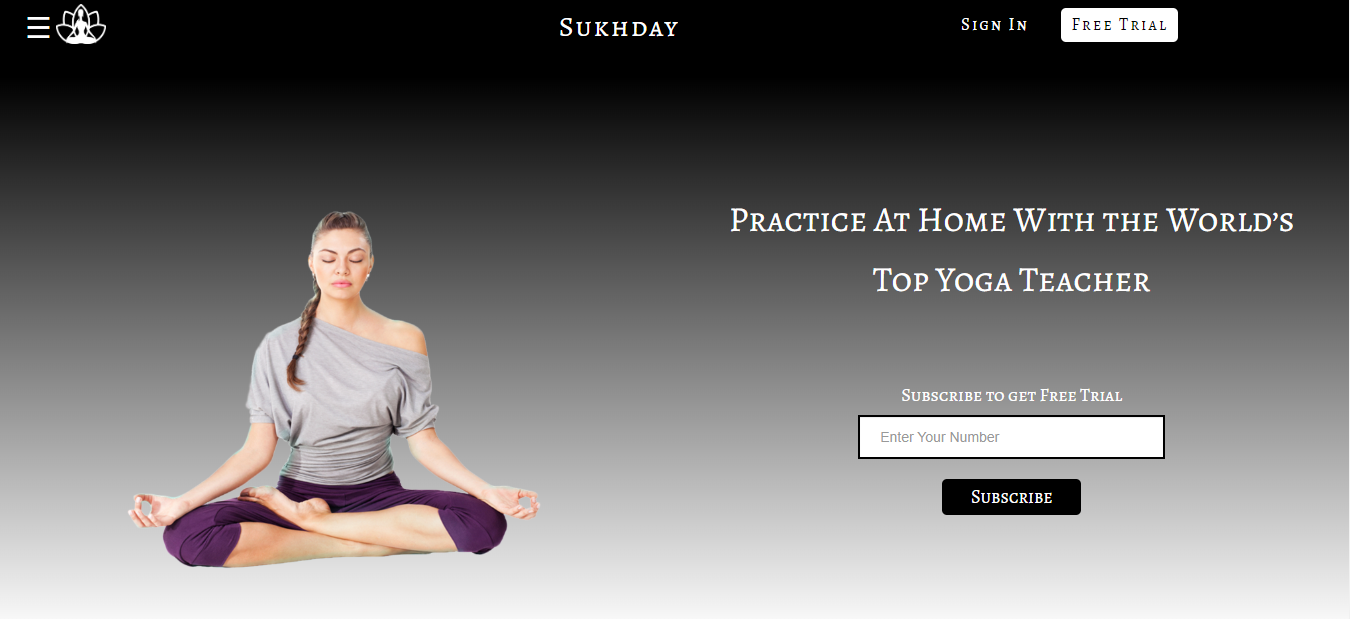 Sukhday
Sign In
Free Trial
Practice At Home With the World’s
Top Yoga Teacher
Subscribe to get Free Trial
Enter Your Number
Subscribe